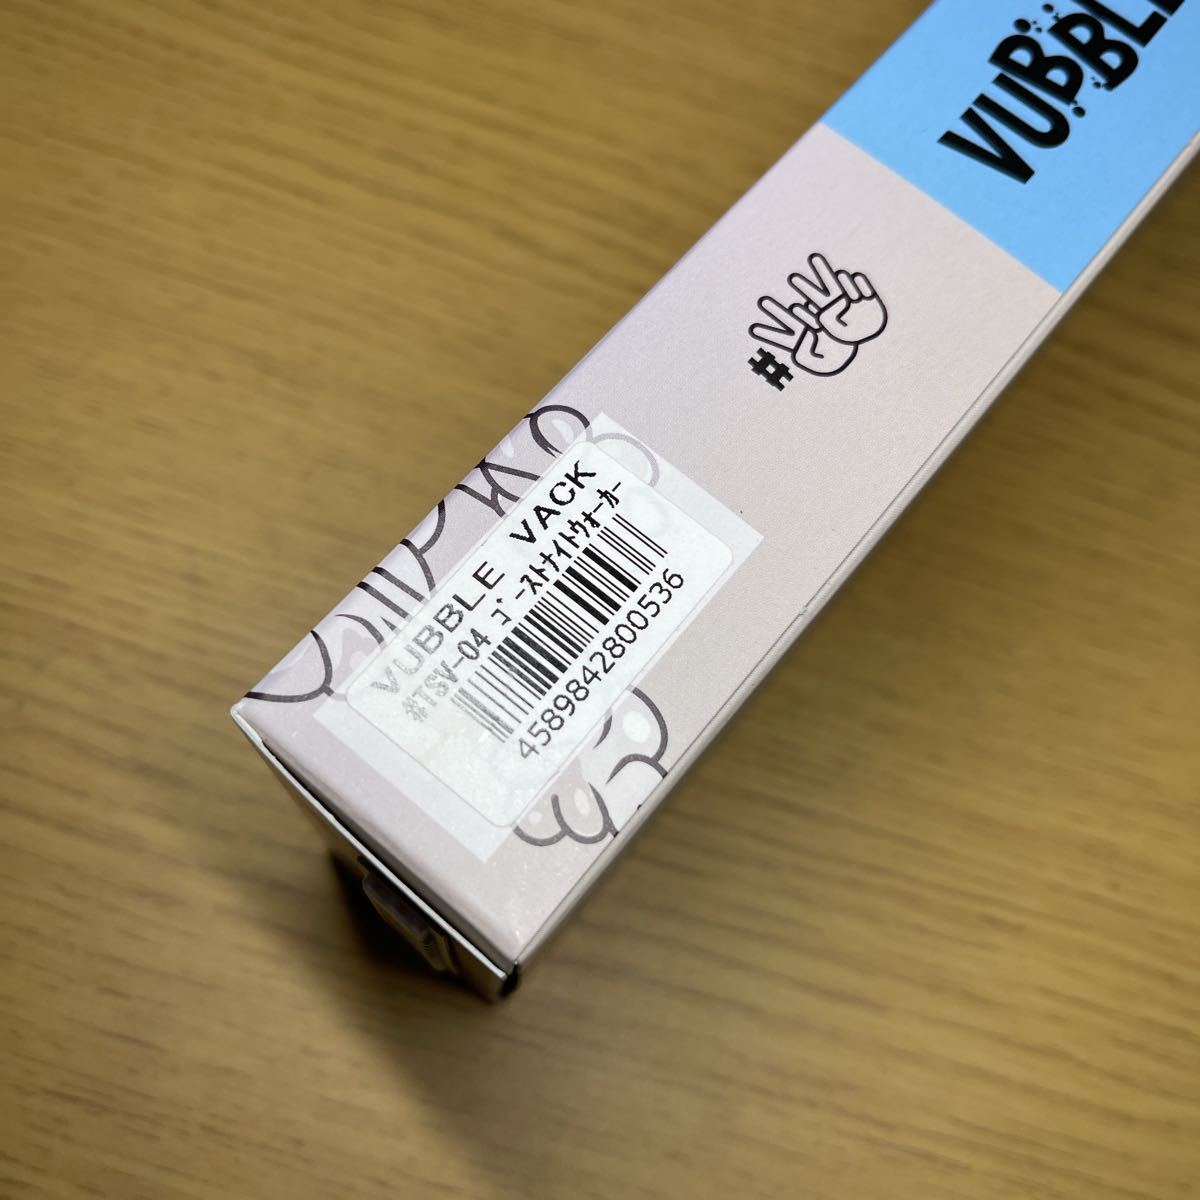 VUBBLE
#
VUBBLE VACK
#TSV-04 ゴーストナイトウォーカー
4589842800536